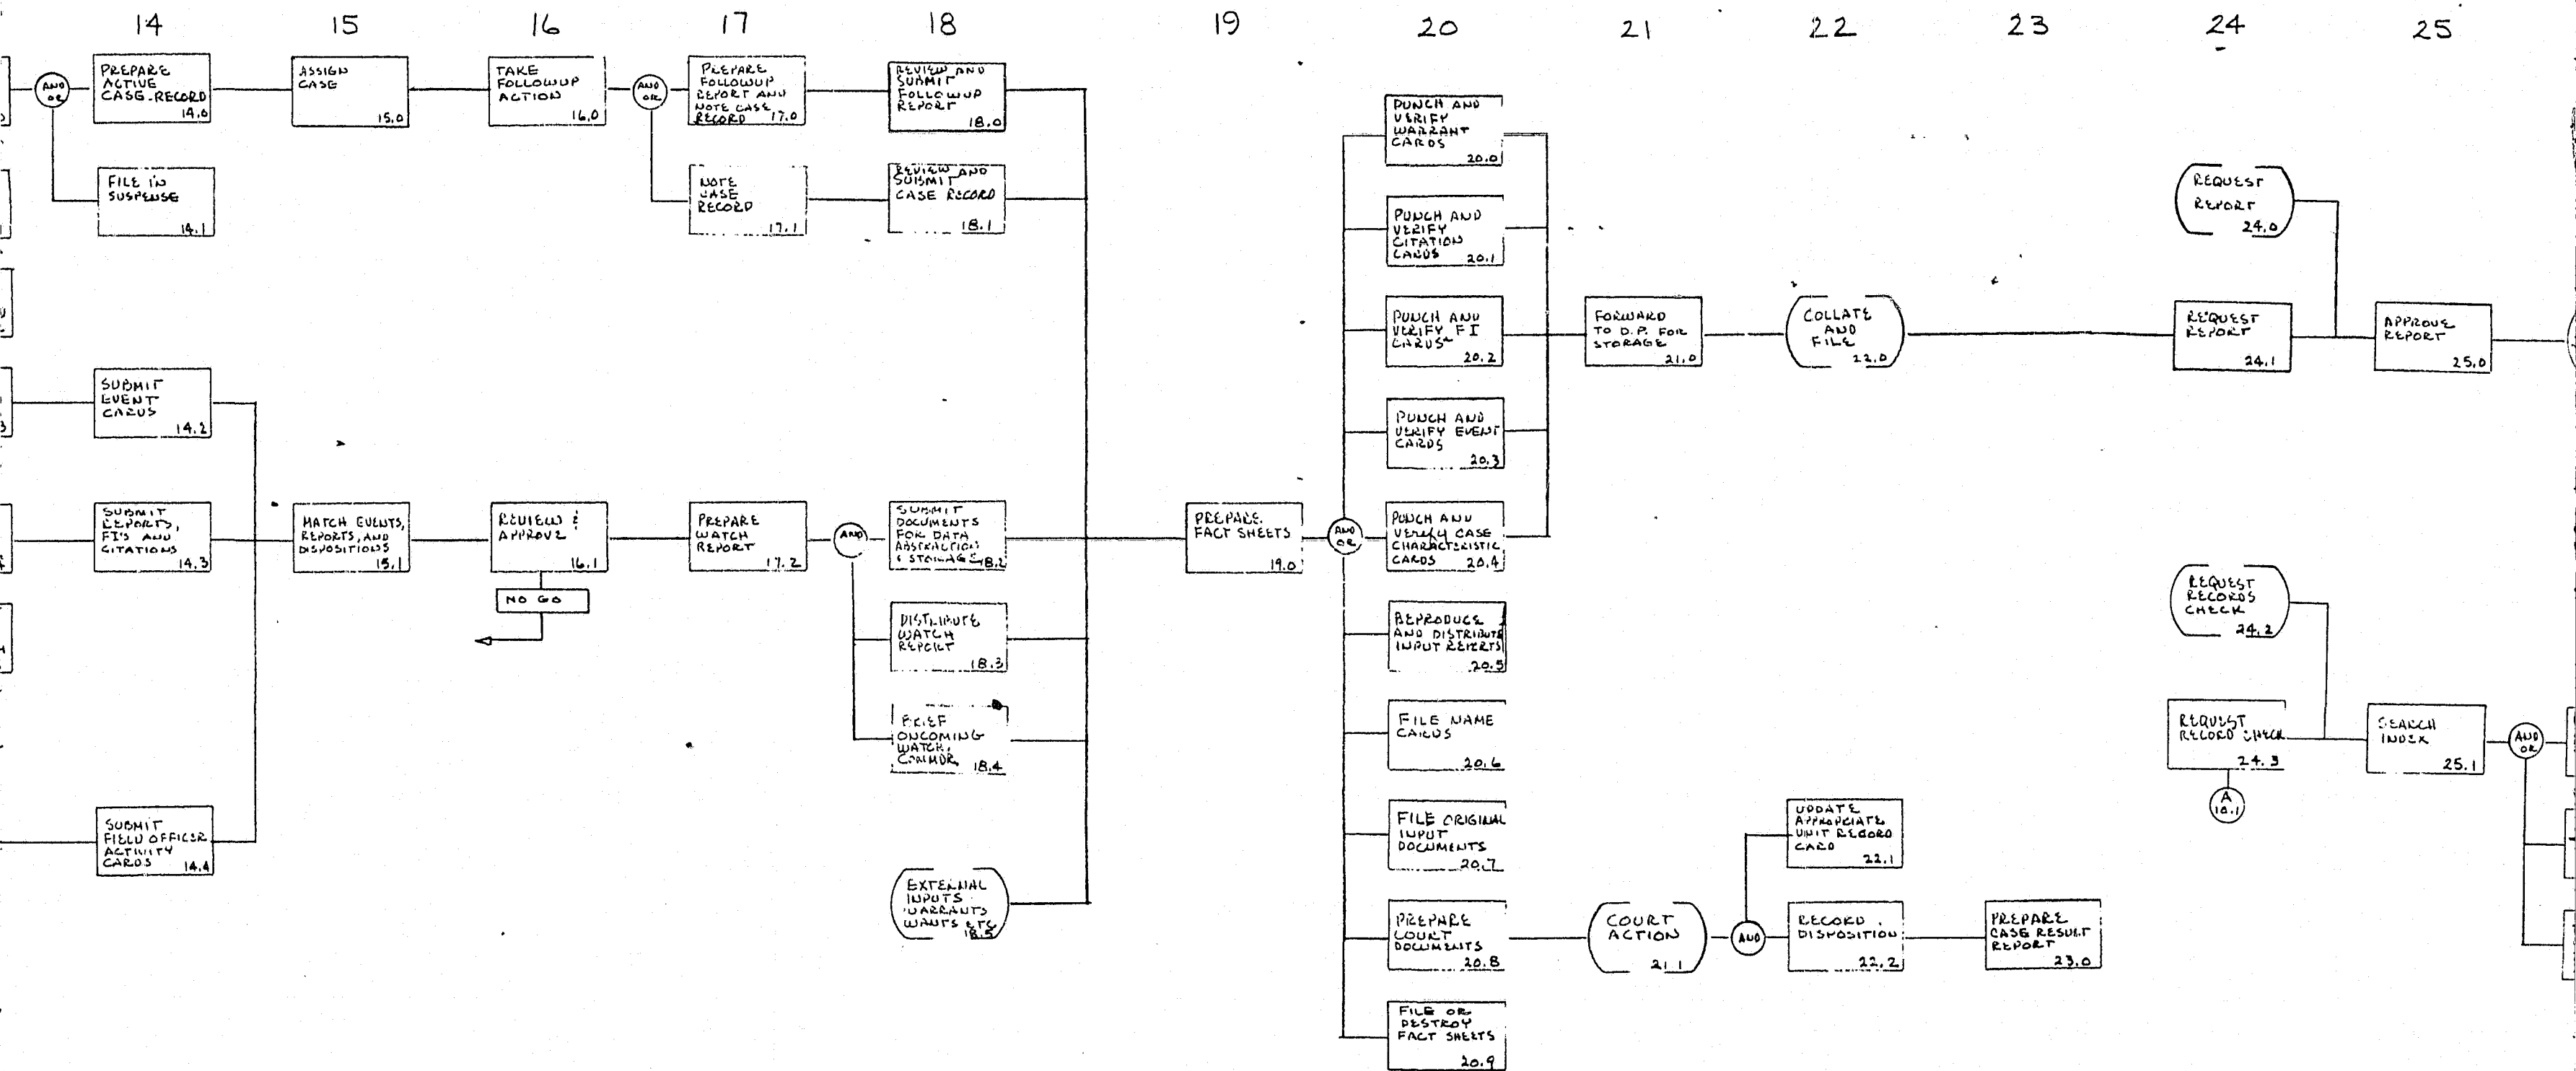 14 15 16 17 18 19 20 21 22 23 24 25
AND
OR
PREPARE
ACTIVE
CASE RECORD
14.0
FILE IN
SUSPENSE
14.1
SUBMIT
EVENT
CARDS
14.2
SUBMIT
REPORTS,
FI'S AND
CITATIONS
14.3
SUBMIT
FIELD OFFICER
ACTIVITY
CARDS
14.4
ASSIGN
CASE
15.0
MATCH EVENTS,
REPORTS, AND
DISPOSITIONS
15.1
TAKE
FOLLOWUP
ACTION
16.0
REVIEW &
APPROVE
16.1
NO GO
AND
OR
PREPARE
FOLLOWUP
REPORT AND
NOTE CASE
RECORD 17.0
NOTE
CASE
RECORD
17.1
PREPARE
WATCH
REPORT
17.2
AND
REVIEW AND
SUBMIT
FOLLOWUP
REPORT
18.0
REVIEW AND
SUBMIT
CASE RECORD
18.1
SUBMIT
DOCUMENTS
FOR DATA
ABSTRACTION
& STORAGE 18.2
DISTRIBUTE
WATCH
REPORT
18.3
BRIEF
ONCOMING
WATCH
COMMDR.
18.4
EXTERNAL
INPUTS
WARRANTS
WANTS ETC
18.5
PREPARE
FACT SHEETS
19.0
AND
OR
PUNCH AND
VERIFY
WARRANT
CARDS
20.0
PUNCH AND
VERIFY
CITATION
CARDS
20.1
PUNCH AND
VERIFY FI
CARDS
20.2
PUNCH AND
VERIFY EVENT
CARDS
20.3
PUNCH AND
VERIFY CASE
CHARACTERISTIC
CARDS 20.4
REPRODUCE
AND DISTRIBUTE
INPUT REPORTS
20.5
FILE NAME
CARDS
20.6
FILE ORIGINAL
INPUT
DOCUMENTS
20.7
PREPARE
COURT
DOCUMENTS
20.8
FILE OR
DESTROY
FACT SHEETS
20.9
FORWARD
TO D.P. FOR
STORAGE
21.0
COURT
ACTION
21.1
AND
COLLATE
AND
FILE
22.0
UPDATE
APPROPIATE
UNIT RECORD
CARD
22.1
RECORD
DISPOSITION
22.2
PREPARE
CASE RESULT
REPORT
23.0
REQUEST
REPORT
24.0
REQUEST
REPORT
24.1
REQUEST
RECORDS
CHECK
24.2
REQUEST
RECORD CHECK
24.3
A
10.1
APPROVE
REPORT
25.0
SEARCH
INDEX
25.1
AND
OR